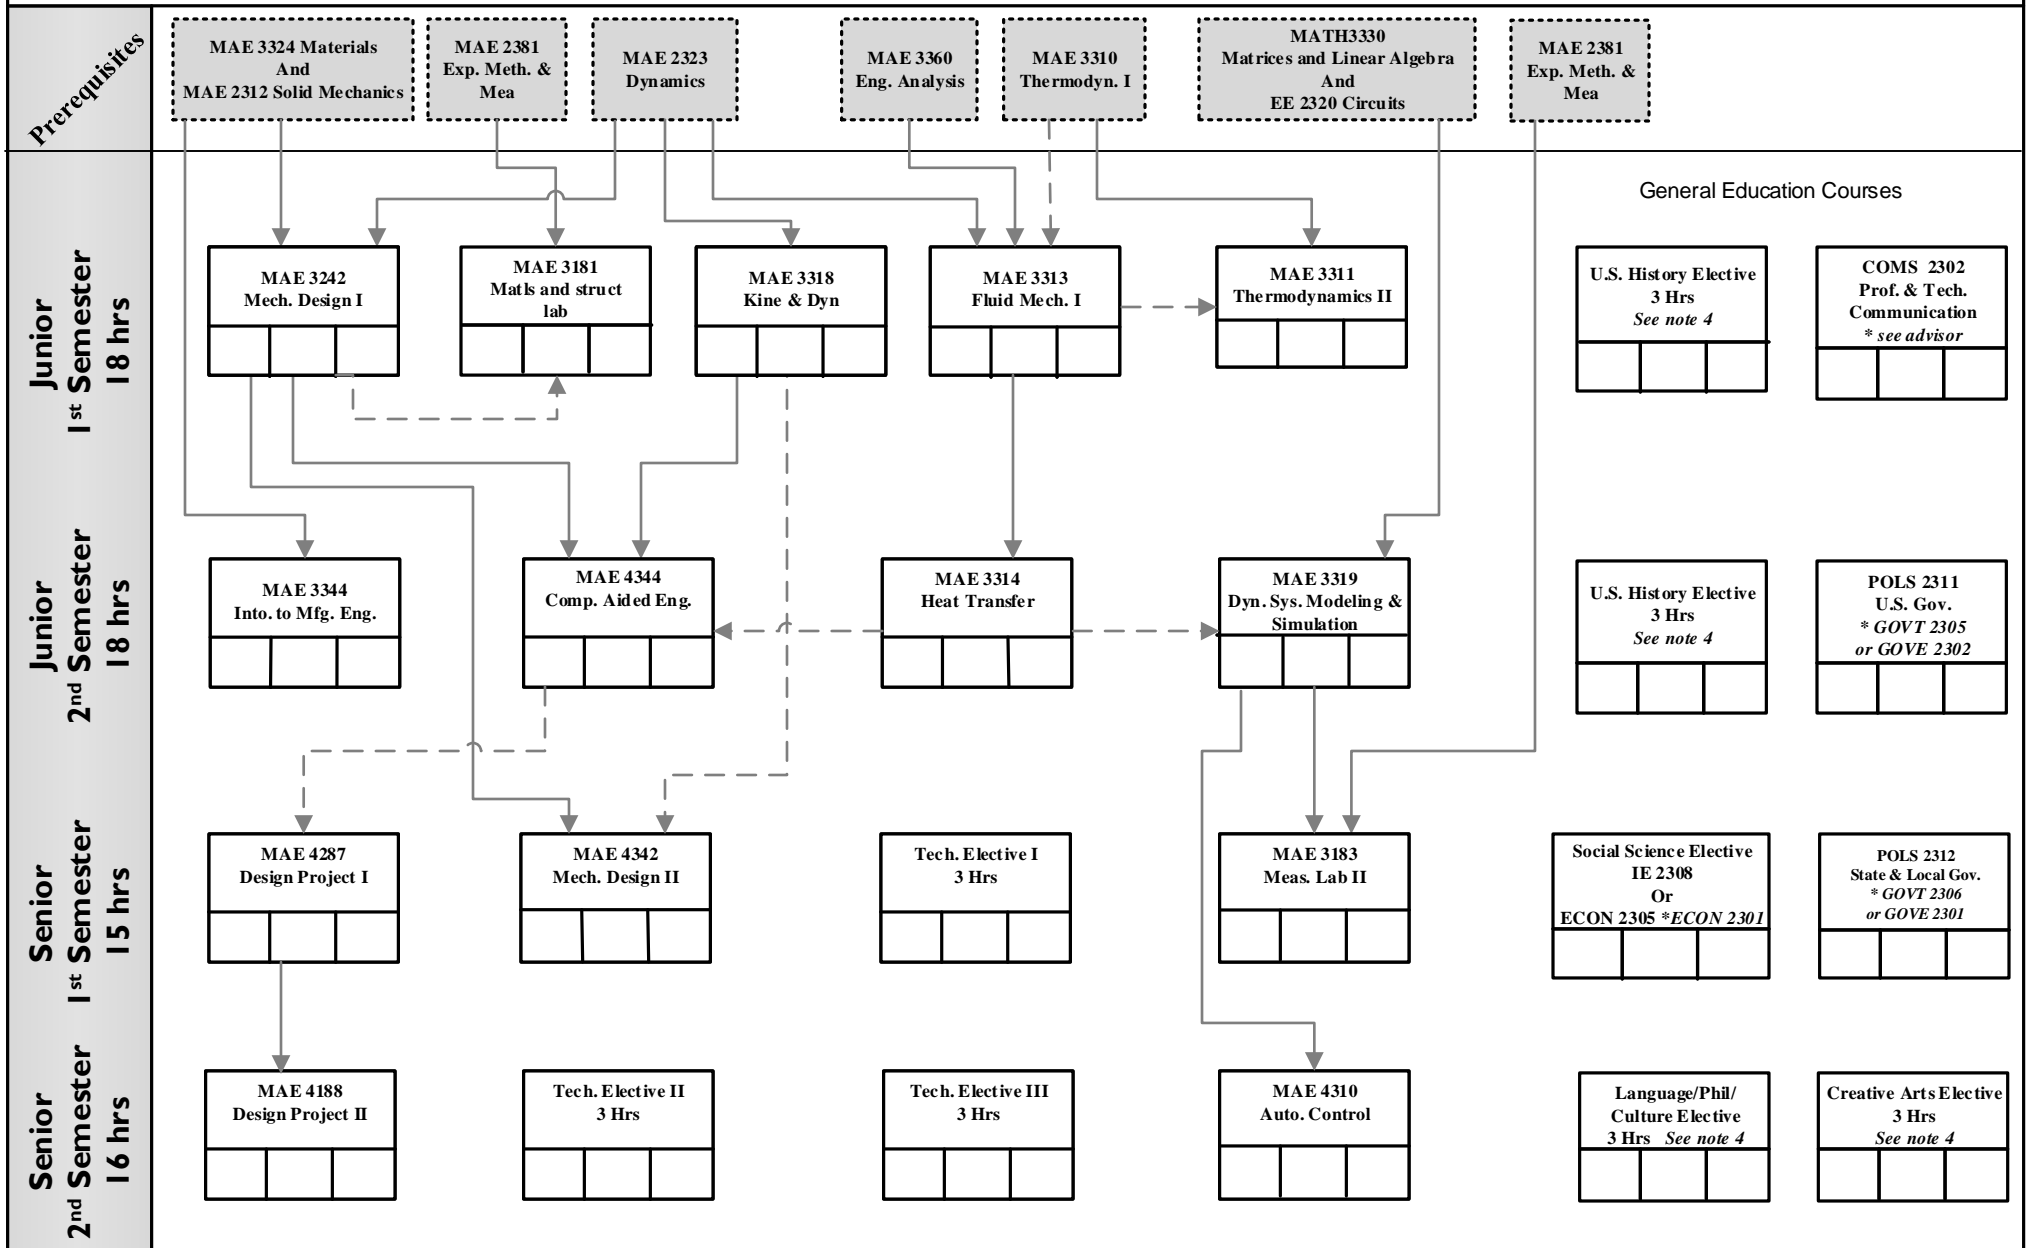 Prerequisites
MAE 3324 Materials
And
MAE 2312 Solid Mechanics
MAE 2381
Exp. Meth. &
Mea
MAE 2323
Dynamics
MAE 3360
Eng. Analysis
MAE 3310
Thermodyn. I
MATH3330
Matrices and Linear Algebra
And
EE 2320 Circuits
MAE 2381
Exp. Meth. &
Mea
General Education Courses
Junior
1st Semester
18 hrs
MAE 3242
Mech. Design I
MAE 3181
Matls and struct
lab
MAE 3318
Kine & Dyn
MAE 3313
Fluid Mech. I
MAE 3311
Thermodynamics II
U.S. History Elective
3 Hrs
See note 4
COMS 2302
Prof. & Tech.
Communication
* see advisor
Junior
2nd Semester
18 hrs
MAE 3344
Into. to Mfg. Eng.
MAE 4344
Comp. Aided Eng.
MAE 3314
Heat Transfer
MAE 3319
Dyn. Sys. Modeling &
Simulation
U.S. History Elective
3 Hrs
See note 4
POLS 2311
U.S. Gov.
* GOVT 2305
or GOVE 2302
Senior
1st Semester
15 hrs
MAE 4287
Design Project I
MAE 4342
Mech. Design II
Tech. Elective I
3 Hrs
MAE 3183
Meas. Lab II
Social Science Elective
IE 2308
Or
ECON 2305 *ECON 2301
POLS 2312
State & Local Gov.
* GOVT 2306
or GOVE 2301
Senior
2nd Semester
16 hrs
MAE 4188
Design Project II
Tech. Elective II
3 Hrs
Tech. Elective III
3 Hrs
MAE 4310
Auto. Control
Language/Phil/
Culture Elective
3 Hrs See note 4
Creative Arts Elective
3 Hrs
See note 4